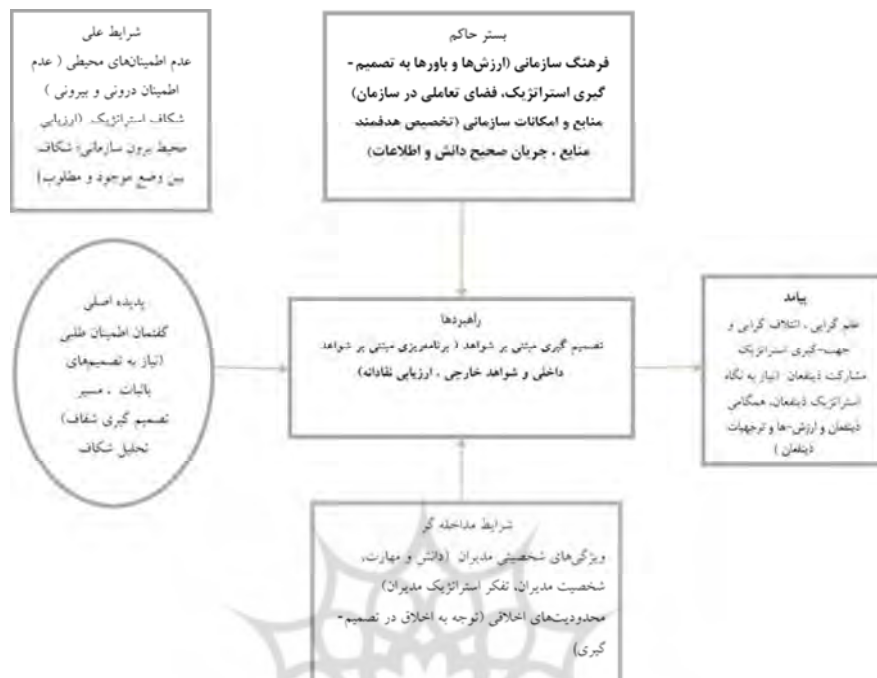 شرایط علی
عدم اطمینان‌های محیطی ( عدم
اطمینان درونی و بیرونی )
شکاف استراتژیک. (ارزیابی
محیط برون سازمانی، شکاف
بین وضع موجود و مطلوب)
بستر حاکم
فرهنگ سازمانی (ارزش‌ها و باورها به تصمیم -
گیری استراتژیک، فضای تعاملی در سازمان)
منابع و امکانات سازمانی (تخصیص هدفمند
منابع ، جریان صحیح دانش و اطلاعات)
پدیده اصلی
گفتمان اطمینان طلبی
(نیاز به تصمیم‌های
باثبات ، مسیر
تصمیم گیری شفاف)
تحلیل شکاف
راهبردها
تصمیم گیری مبتنی بر شواهد ( برنامه‌ریزی مبتنی بر شواهد
داخلی و شواهد خارجی ، ارزیابی نقادانه)
پیامد
علم گرایی ، ائتلاف گرایی و
جهت-گیری استراتژیک
مشارکت ذینفعان (نیاز به نگاه
استراتژیک ذینفعان، همگامی
ذینفعان و ارزش-ها و ترجیهات
ذینفعان )
شرایط مداخله گر
ویژگی‌های شخصیتی مدیران (دانش و مهارت،
شخصیت مدیران، تفکر استراتژیک مدیران)
محدودیت‌های اخلاقی (توجه به اخلاق در تصمیم -
گیری)